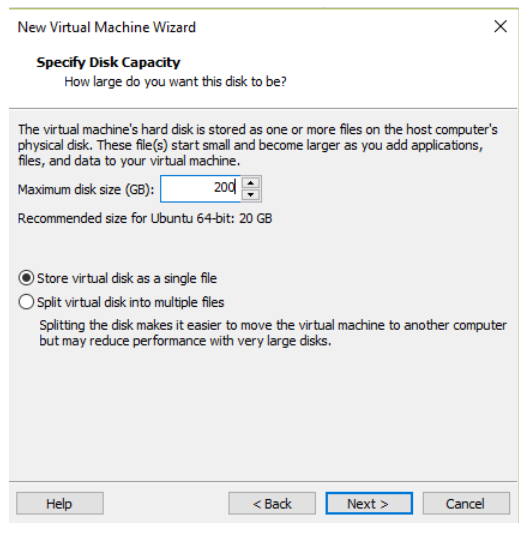 New Virtual Machine Wizard
Specify Disk Capacity
How large do you want this disk to be?
The virtual machine's hard disk is stored as one or more files on the host computer's
physical disk. These file(s) start small and become larger as you add applications,
files, and data to your virtual machine.
Maximum disk size (GB): 200
Recommended size for Ubuntu 64-bit: 20 GB
Store virtual disk as a single file
Split virtual disk into multiple files
Splitting the disk makes it easier to move the virtual machine to another computer
but may reduce performance with very large disks.
Help < Back Next > Cancel